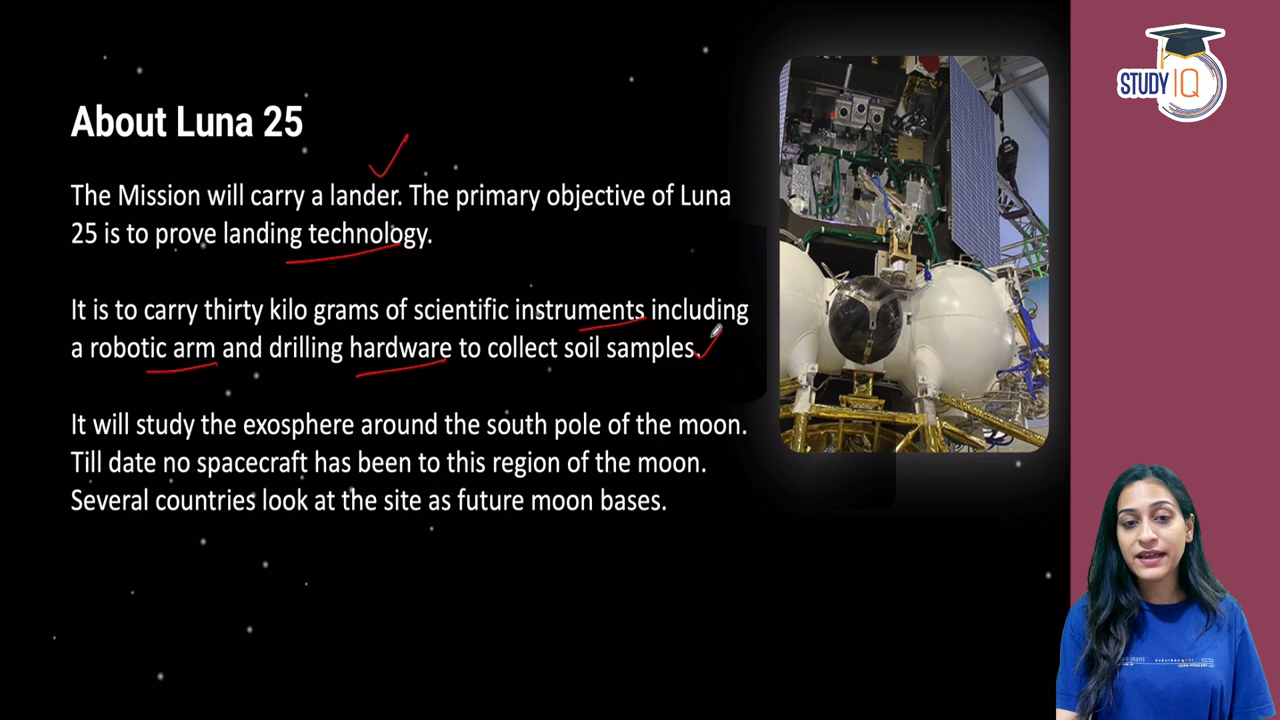 About Luna 25
The Mission will carry a lander. The primary objective of Luna
25 is to prove landing technology.
It is to carry thirty kilo grams of scientific instruments including
a robotic arm and drilling hardware to collect soil samples.
It will study the exosphere around the south pole of the moon.
Till date no spacecraft has been to this region of the moon.
Several countries look at the site as future moon bases.
STUDY IQ